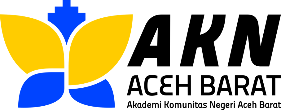 AKN
ACEH BARAT
Akademi Komunitas Negeri Aceh Barat